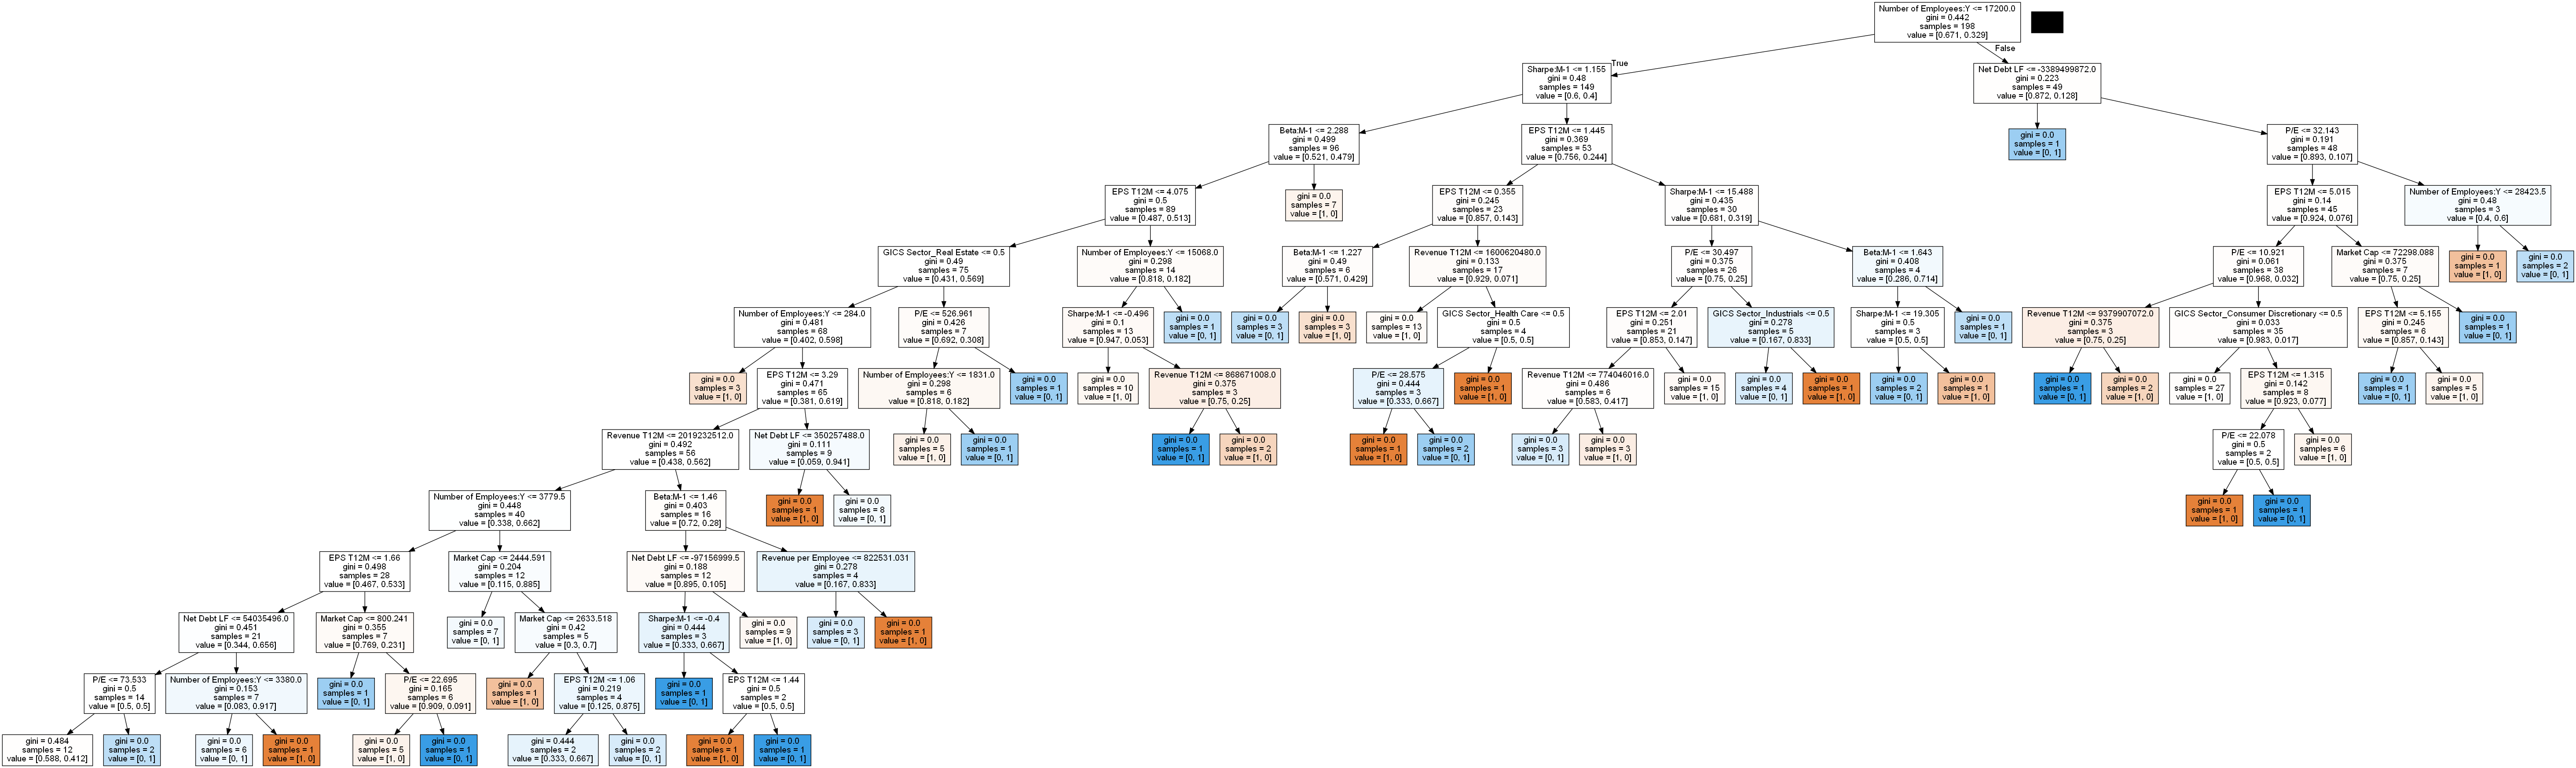 Number of Employees:Y <= 17200.0
gini = 0.442
samples = 198
value = [0.671, 0.329]
True
False
Sharpe:M-1 <= 1.155
gini = 0.48
samples = 149
value = [0.6, 0.4]
Net Debt LF <= -3389499872.0
gini = 0.223
samples = 49
value = [0.872, 0.128]
Beta:M-1 <= 2.288
gini = 0.499
samples = 96
value = [0.521, 0.479]
EPS T12M <= 1.445
gini = 0.369
samples = 53
value = [0.756, 0.244]
gini = 0.0
samples = 1
value = [0, 1]
P/E <= 32.143
gini = 0.191
samples = 48
value = [0.893, 0.107]
EPS T12M <= 4.075
gini = 0.5
samples = 89
value = [0.487, 0.513]
gini = 0.0
samples = 7
value = [1, 0]
EPS T12M <= 0.355
gini = 0.245
samples = 23
value = [0.857, 0.143]
Sharpe:M-1 <= 15.488
gini = 0.435
samples = 30
value = [0.681, 0.319]
EPS T12M <= 5.015
gini = 0.14
samples = 45
value = [0.924, 0.076]
Number of Employees:Y <= 28423.5
gini = 0.48
samples = 3
value = [0.4, 0.6]
GICS Sector_Real Estate <= 0.5
gini = 0.49
samples = 75
value = [0.431, 0.569]
Number of Employees:Y <= 15068.0
gini = 0.298
samples = 14
value = [0.818, 0.182]
Beta:M-1 <= 1.227
gini = 0.49
samples = 6
value = [0.571, 0.429]
Revenue T12M <= 1600620480.0
gini = 0.133
samples = 17
value = [0.929, 0.071]
P/E <= 30.497
gini = 0.375
samples = 26
value = [0.75, 0.25]
Beta:M-1 <= 1.643
gini = 0.408
samples = 4
value = [0.286, 0.714]
P/E <= 10.921
gini = 0.061
samples = 38
value = [0.968, 0.032]
Market Cap <= 72298.088
gini = 0.375
samples = 7
value = [0.75, 0.25]
gini = 0.0
samples = 1
value = [1, 0]
gini = 0.0
samples = 2
value = [0, 1]
Number of Employees:Y <= 284.0
gini = 0.481
samples = 68
value = [0.402, 0.598]
P/E <= 526.961
gini = 0.426
samples = 7
value = [0.692, 0.308]
Sharpe:M-1 <= -0.496
gini = 0.1
samples = 13
value = [0.947, 0.053]
gini = 0.0
samples = 1
value = [0, 1]
gini = 0.0
samples = 3
value = [0, 1]
gini = 0.0
samples = 3
value = [1, 0]
gini = 0.0
samples = 13
value = [1, 0]
GICS Sector_Health Care <= 0.5
gini = 0.5
samples = 4
value = [0.5, 0.5]
EPS T12M <= 2.01
gini = 0.251
samples = 21
value = [0.853, 0.147]
GICS Sector_Industrials <= 0.5
gini = 0.278
samples = 5
value = [0.167, 0.833]
Sharpe:M-1 <= 19.305
gini = 0.5
samples = 3
value = [0.5, 0.5]
gini = 0.0
samples = 1
value = [0, 1]
Revenue T12M <= 9379907072.0
gini = 0.375
samples = 3
value = [0.75, 0.25]
GICS Sector_Consumer Discretionary <= 0.5
gini = 0.033
samples = 35
value = [0.983, 0.017]
EPS T12M <= 5.155
gini = 0.245
samples = 6
value = [0.857, 0.143]
gini = 0.0
samples = 1
value = [0, 1]
gini = 0.0
samples = 3
value = [1, 0]
EPS T12M <= 3.29
gini = 0.471
samples = 65
value = [0.381, 0.619]
Number of Employees:Y <= 1831.0
gini = 0.298
samples = 6
value = [0.818, 0.182]
gini = 0.0
samples = 1
value = [0, 1]
gini = 0.0
samples = 10
value = [1, 0]
Revenue T12M <= 868671008.0
gini = 0.375
samples = 3
value = [0.75, 0.25]
P/E <= 28.575
gini = 0.444
samples = 3
value = [0.333, 0.667]
gini = 0.0
samples = 1
value = [1, 0]
Revenue T12M <= 774046016.0
gini = 0.486
samples = 6
value = [0.583, 0.417]
gini = 0.0
samples = 15
value = [1, 0]
gini = 0.0
samples = 4
value = [0, 1]
gini = 0.0
samples = 1
value = [1, 0]
gini = 0.0
samples = 2
value = [0, 1]
gini = 0.0
samples = 1
value = [1, 0]
gini = 0.0
samples = 1
value = [0, 1]
gini = 0.0
samples = 2
value = [1, 0]
gini = 0.0
samples = 27
value = [1, 0]
EPS T12M <= 1.315
gini = 0.142
samples = 8
value = [0.923, 0.077]
gini = 0.0
samples = 1
value = [0, 1]
gini = 0.0
samples = 5
value = [1, 0]
Revenue T12M <= 2019232512.0
gini = 0.492
samples = 56
value = [0.438, 0.562]
Net Debt LF <= 350257488.0
gini = 0.111
samples = 9
value = [0.059, 0.941]
gini = 0.0
samples = 5
value = [1, 0]
gini = 0.0
samples = 1
value = [0, 1]
gini = 0.0
samples = 1
value = [0, 1]
gini = 0.0
samples = 2
value = [1, 0]
gini = 0.0
samples = 1
value = [1, 0]
gini = 0.0
samples = 2
value = [0, 1]
gini = 0.0
samples = 3
value = [0, 1]
gini = 0.0
samples = 3
value = [1, 0]
P/E <= 22.078
gini = 0.5
samples = 2
value = [0.5, 0.5]
gini = 0.0
samples = 6
value = [1, 0]
Number of Employees:Y <= 3779.5
gini = 0.448
samples = 40
value = [0.338, 0.662]
Beta:M-1 <= 1.46
gini = 0.403
samples = 16
value = [0.72, 0.28]
gini = 0.0
samples = 1
value = [1, 0]
gini = 0.0
samples = 8
value = [0, 1]
gini = 0.0
samples = 1
value = [1, 0]
gini = 0.0
samples = 1
value = [0, 1]
EPS T12M <= 1.66
gini = 0.498
samples = 28
value = [0.467, 0.533]
Market Cap <= 2444.591
gini = 0.204
samples = 12
value = [0.115, 0.885]
Net Debt LF <= -97156999.5
gini = 0.188
samples = 12
value = [0.895, 0.105]
Revenue per Employee <= 822531.031
gini = 0.278
samples = 4
value = [0.167, 0.833]
Net Debt LF <= 54035496.0
gini = 0.451
samples = 21
value = [0.344, 0.656]
Market Cap <= 800.241
gini = 0.355
samples = 7
value = [0.769, 0.231]
gini = 0.0
samples = 7
value = [0, 1]
Market Cap <= 2633.518
gini = 0.42
samples = 5
value = [0.3, 0.7]
Sharpe:M-1 <= -0.4
gini = 0.444
samples = 3
value = [0.333, 0.667]
gini = 0.0
samples = 9
value = [1, 0]
gini = 0.0
samples = 3
value = [0, 1]
gini = 0.0
samples = 1
value = [1, 0]
P/E <= 73.533
gini = 0.5
samples = 14
value = [0.5, 0.5]
Number of Employees:Y <= 3380.0
gini = 0.153
samples = 7
value = [0.083, 0.917]
gini = 0.0
samples = 1
value = [0, 1]
P/E <= 22.695
gini = 0.165
samples = 6
value = [0.909, 0.091]
gini = 0.0
samples = 1
value = [1, 0]
EPS T12M <= 1.06
gini = 0.219
samples = 4
value = [0.125, 0.875]
gini = 0.0
samples = 1
value = [0, 1]
EPS T12M <= 1.44
gini = 0.5
samples = 2
value = [0.5, 0.5]
gini = 0.484
samples = 12
value = [0.588, 0.412]
gini = 0.0
samples = 2
value = [0, 1]
gini = 0.0
samples = 6
value = [0, 1]
gini = 0.0
samples = 1
value = [1, 0]
gini = 0.0
samples = 5
value = [1, 0]
gini = 0.0
samples = 1
value = [0, 1]
gini = 0.444
samples = 2
value = [0.333, 0.667]
gini = 0.0
samples = 2
value = [0, 1]
gini = 0.0
samples = 1
value = [1, 0]
gini = 0.0
samples = 1
value = [0, 1]